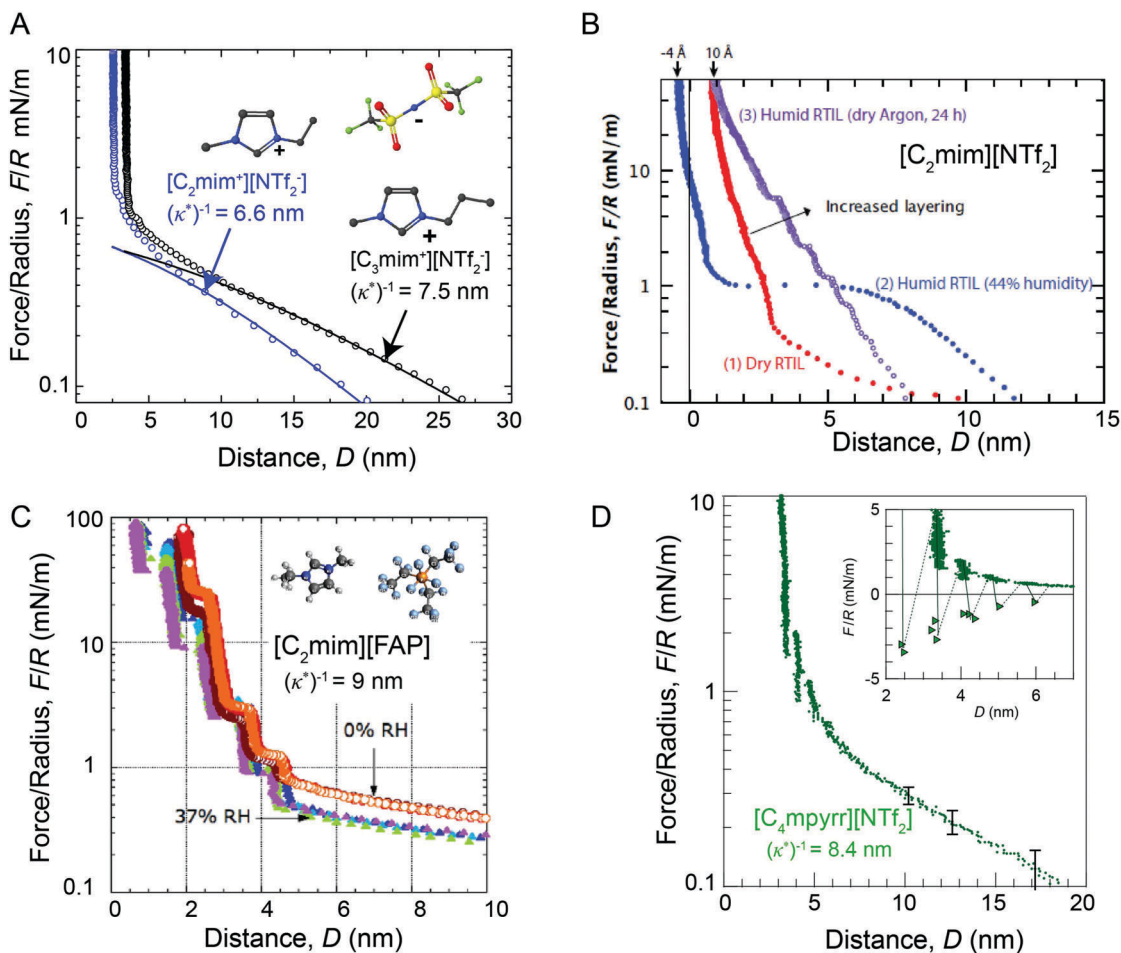 A
Force/Radius, F/R mN/m
10
1
0.1
0
5
10
15
20
25
30
Distance, D (nm)
+
-
+
[C2mim+][NTf2-]
(κ*)-1 = 6.6 nm
[C3mim+][NTf2-]
(κ*)-1 = 7.5 nm
B
-4 Å
10 Å
Force/Radius, F/R (mN/m)
10
1
0.1
0
5
10
15
Distance, D (nm)
(3) Humid RTIL (dry Argon, 24 h)
[C2mim][NTf2]
Increased layering
(2) Humid RTIL (44% humidity)
(1) Dry RTIL
C
Force/Radius, F/R (mN/m)
100
10
1
0.1
0
2
4
6
8
10
Distance, D (nm)
[C2mim][FAP]
(κ*)-1 = 9 nm
0% RH
37% RH
D
Force/Radius, F/R (mN/m)
10
1
0.1
0
5
10
15
20
Distance, D (nm)
F/R (mN/m)
5
0
-5
2
4
6
D (nm)
[C4mpyrr][NTf2]
(κ*)-1 = 8.4 nm